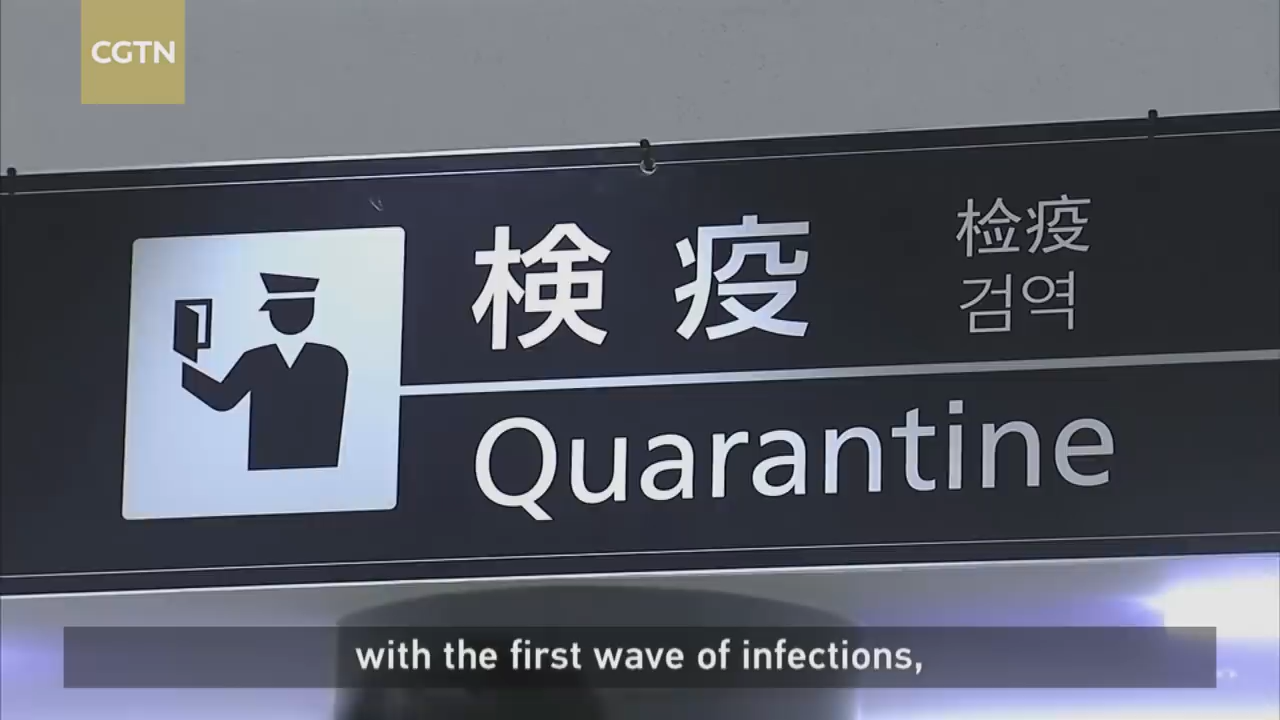 CGTN
検疫
检疫
검역
Quarantine
with the first wave of infections,